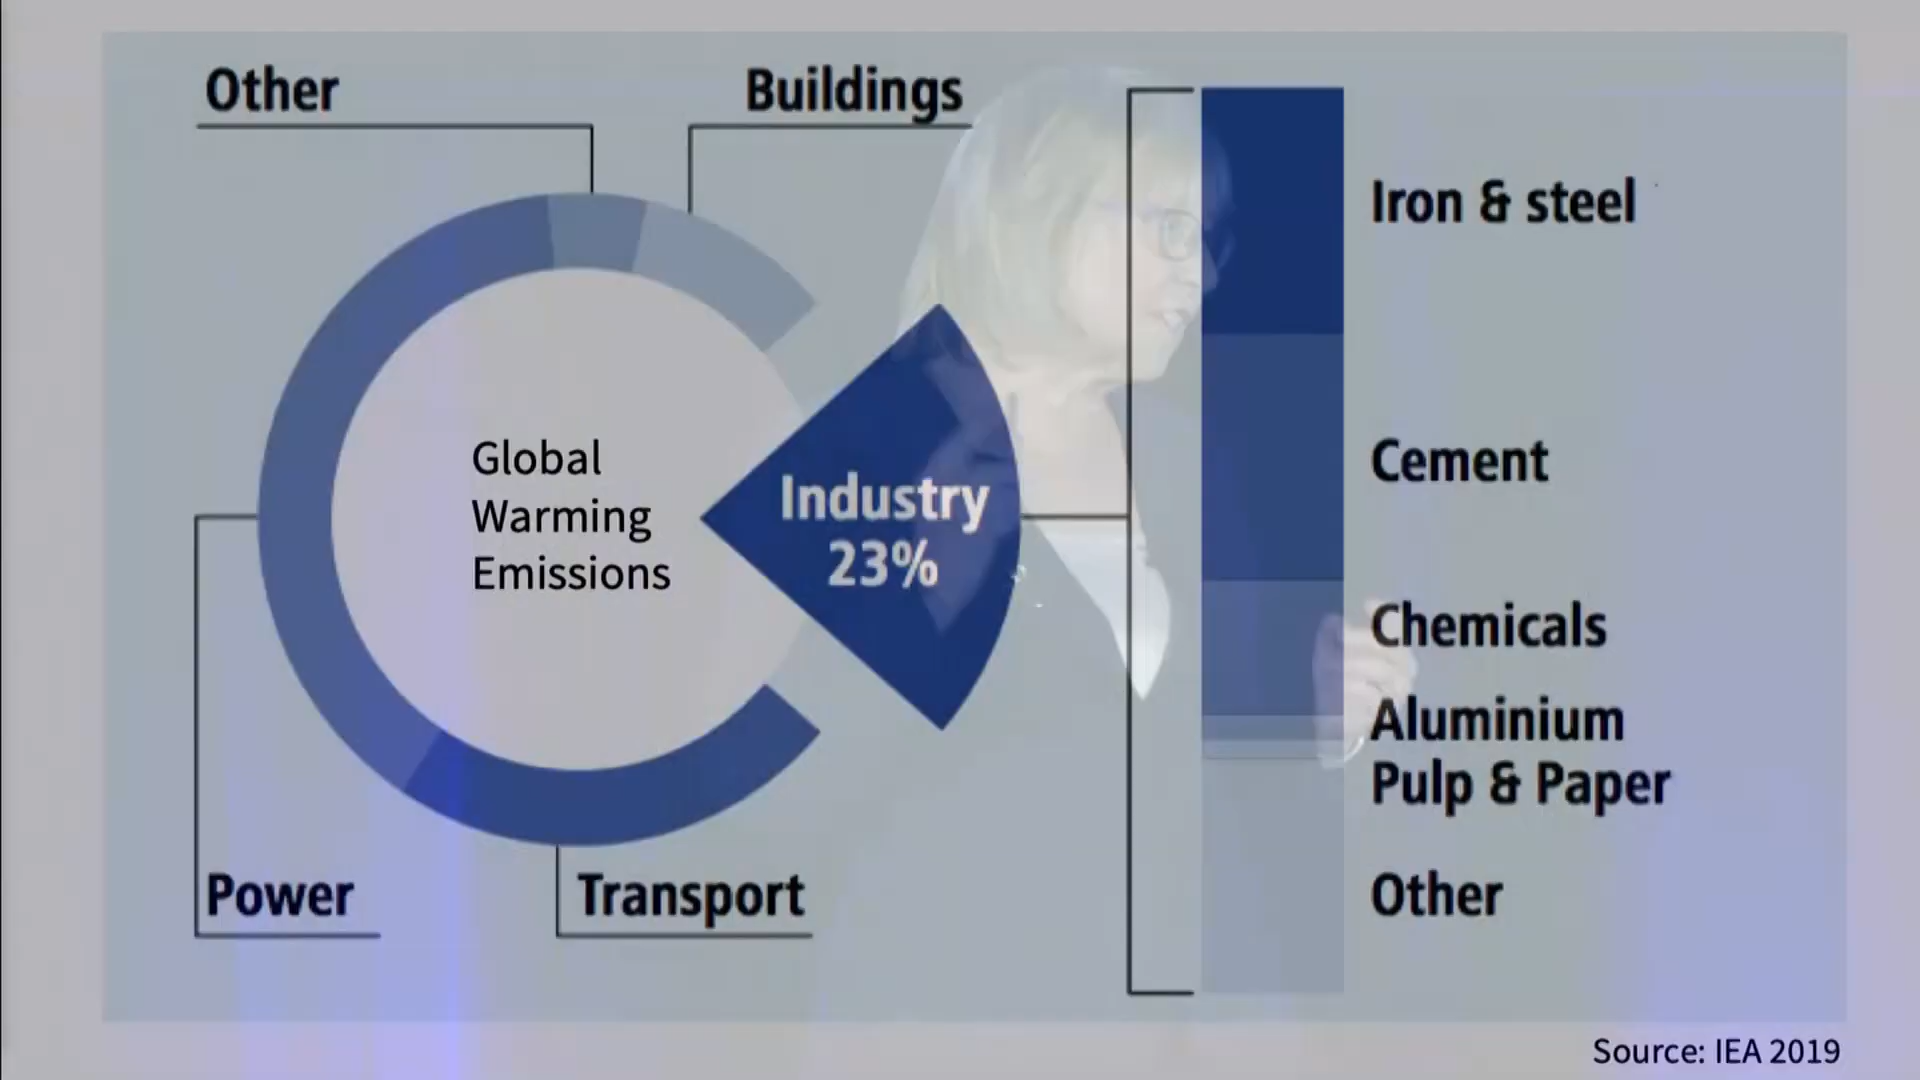 Other
Buildings
Iron & steel
Global
Warming
Emissions
Industry
23%
Cement
Chemicals
Aluminium
Pulp & Paper
Power
Transport
Other
Source: IEA 2019